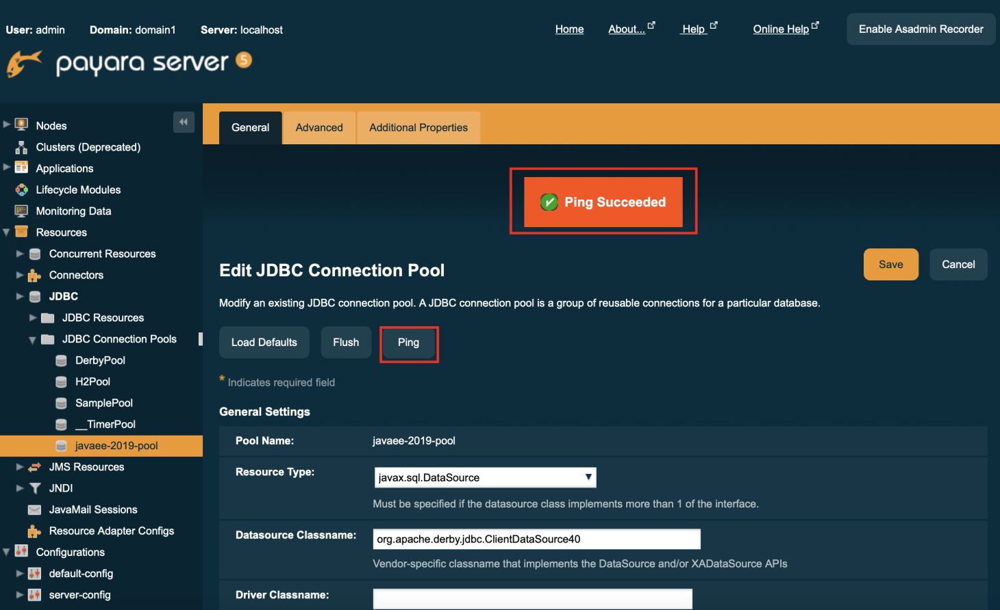 User: admin Domain: domain1 Server: localhost
Home About... Help Online Help Enable Asadmin Recorder
payara server 5
Nodes
Clusters (Deprecated)
Applications
Lifecycle Modules
Monitoring Data
Resources
Concurrent Resources
Connectors
JDBC
JDBC Resources
JDBC Connection Pools
DerbyPool
H2Pool
SamplePool
__TimerPool
javaee-2019-pool
JMS Resources
JNDI
JavaMail Sessions
Resource Adapter Configs
Configurations
default-config
server-config
General Advanced Additional Properties
Ping Succeeded
Edit JDBC Connection Pool
Save Cancel
Modify an existing JDBC connection pool. A JDBC connection pool is a group of reusable connections for a particular database.
Load Defaults Flush Ping
* Indicates required field
General Settings
Pool Name: javaee-2019-pool
Resource Type: javax.sql.DataSource
Must be specified if the datasource class implements more than 1 of the interface.
Datasource Classname: org.apache.derby.jdbc.ClientDataSource40
Vendor-specific classname that implements the DataSource and/or XADataSource APIs
Driver Classname: